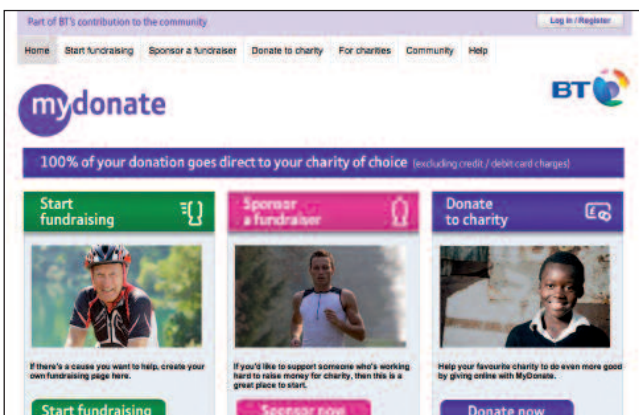 Part of BT's contribution to the community
Log in / Register
Home Start fundraising Sponsor a fundraiser Donate to charity For charities Community Help
mydonate
BT
100% of your donation goes direct to your charity of choice (excluding credit / debit card charges)
Start
fundraising
Sponsor
a fundraiser
Donate
to charity
£
If there's a cause you want to help, create your
own fundraising page here.
If you'd like to support someone who's working
hard to raise money for charity, then this is a
great place to start.
Help your favourite charity to do even more good
by giving online with MyDonate.
Start fundraising
Sponsor now
Donate now